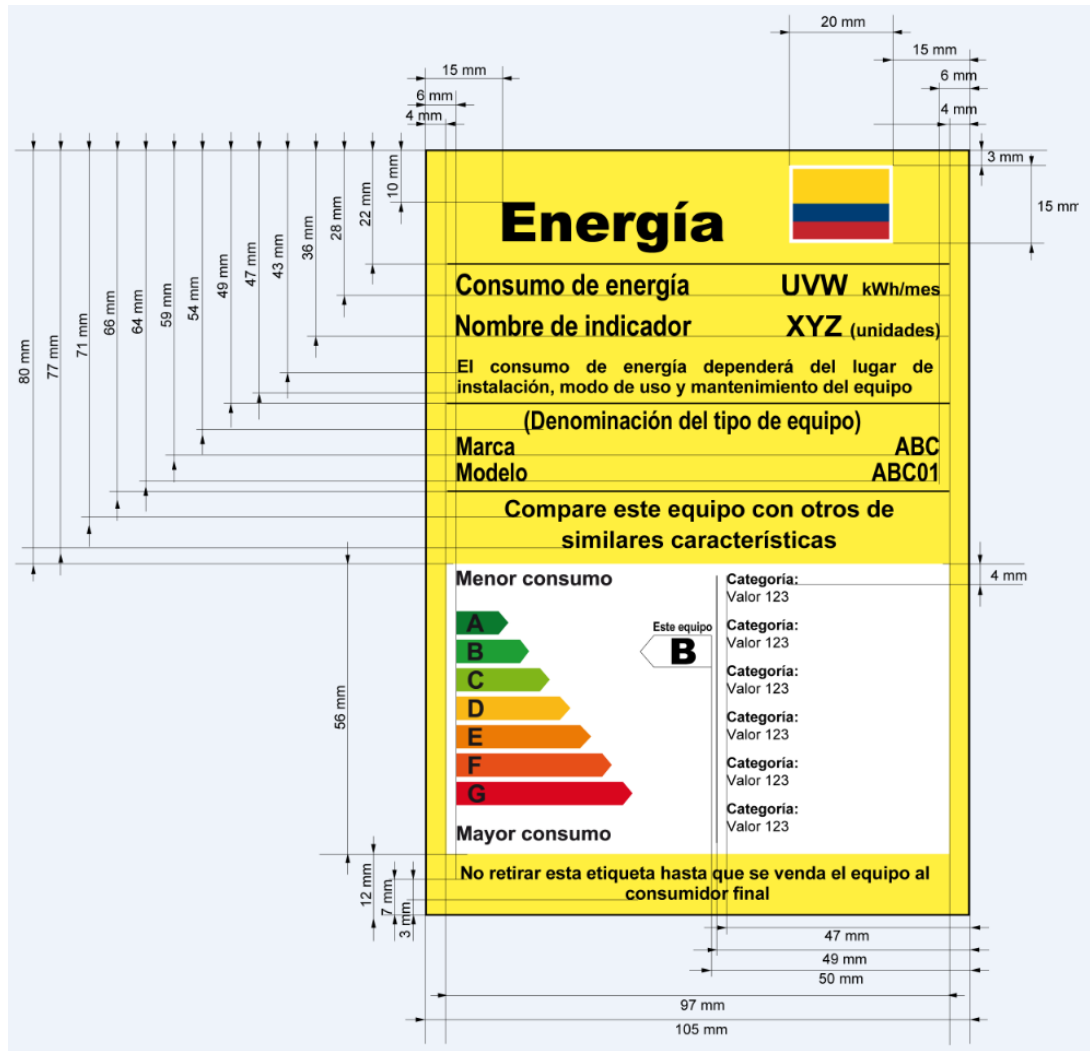 20 mm
15 mm
15 mm
6 mm
6 mm
4 mm
4 mm
3 mm
15 mm
10 mm
22 mm
28 mm
36 mm
43 mm
47 mm
49 mm
54 mm
59 mm
64 mm
66 mm
71 mm
77 mm
80 mm
Energía
Consumo de energía UVW kWh/mes
Nombre de indicador XYZ (unidades)
El consumo de energía dependerá del lugar de
instalación, modo de uso y mantenimiento del equipo
(Denominación del tipo de equipo)
Marca ABC
Modelo ABC01
Compare este equipo con otros de
similares características
4 mm
56 mm
Menor consumo
A
B
C
D
E
F
G
Mayor consumo
Este equipo
B
Categoría:
Valor 123
Categoría:
Valor 123
Categoría:
Valor 123
Categoría:
Valor 123
Categoría:
Valor 123
Categoría:
Valor 123
No retirar esta etiqueta hasta que se venda el equipo al
consumidor final
12 mm
7 mm
3 mm
47 mm
49 mm
50 mm
97 mm
105 mm